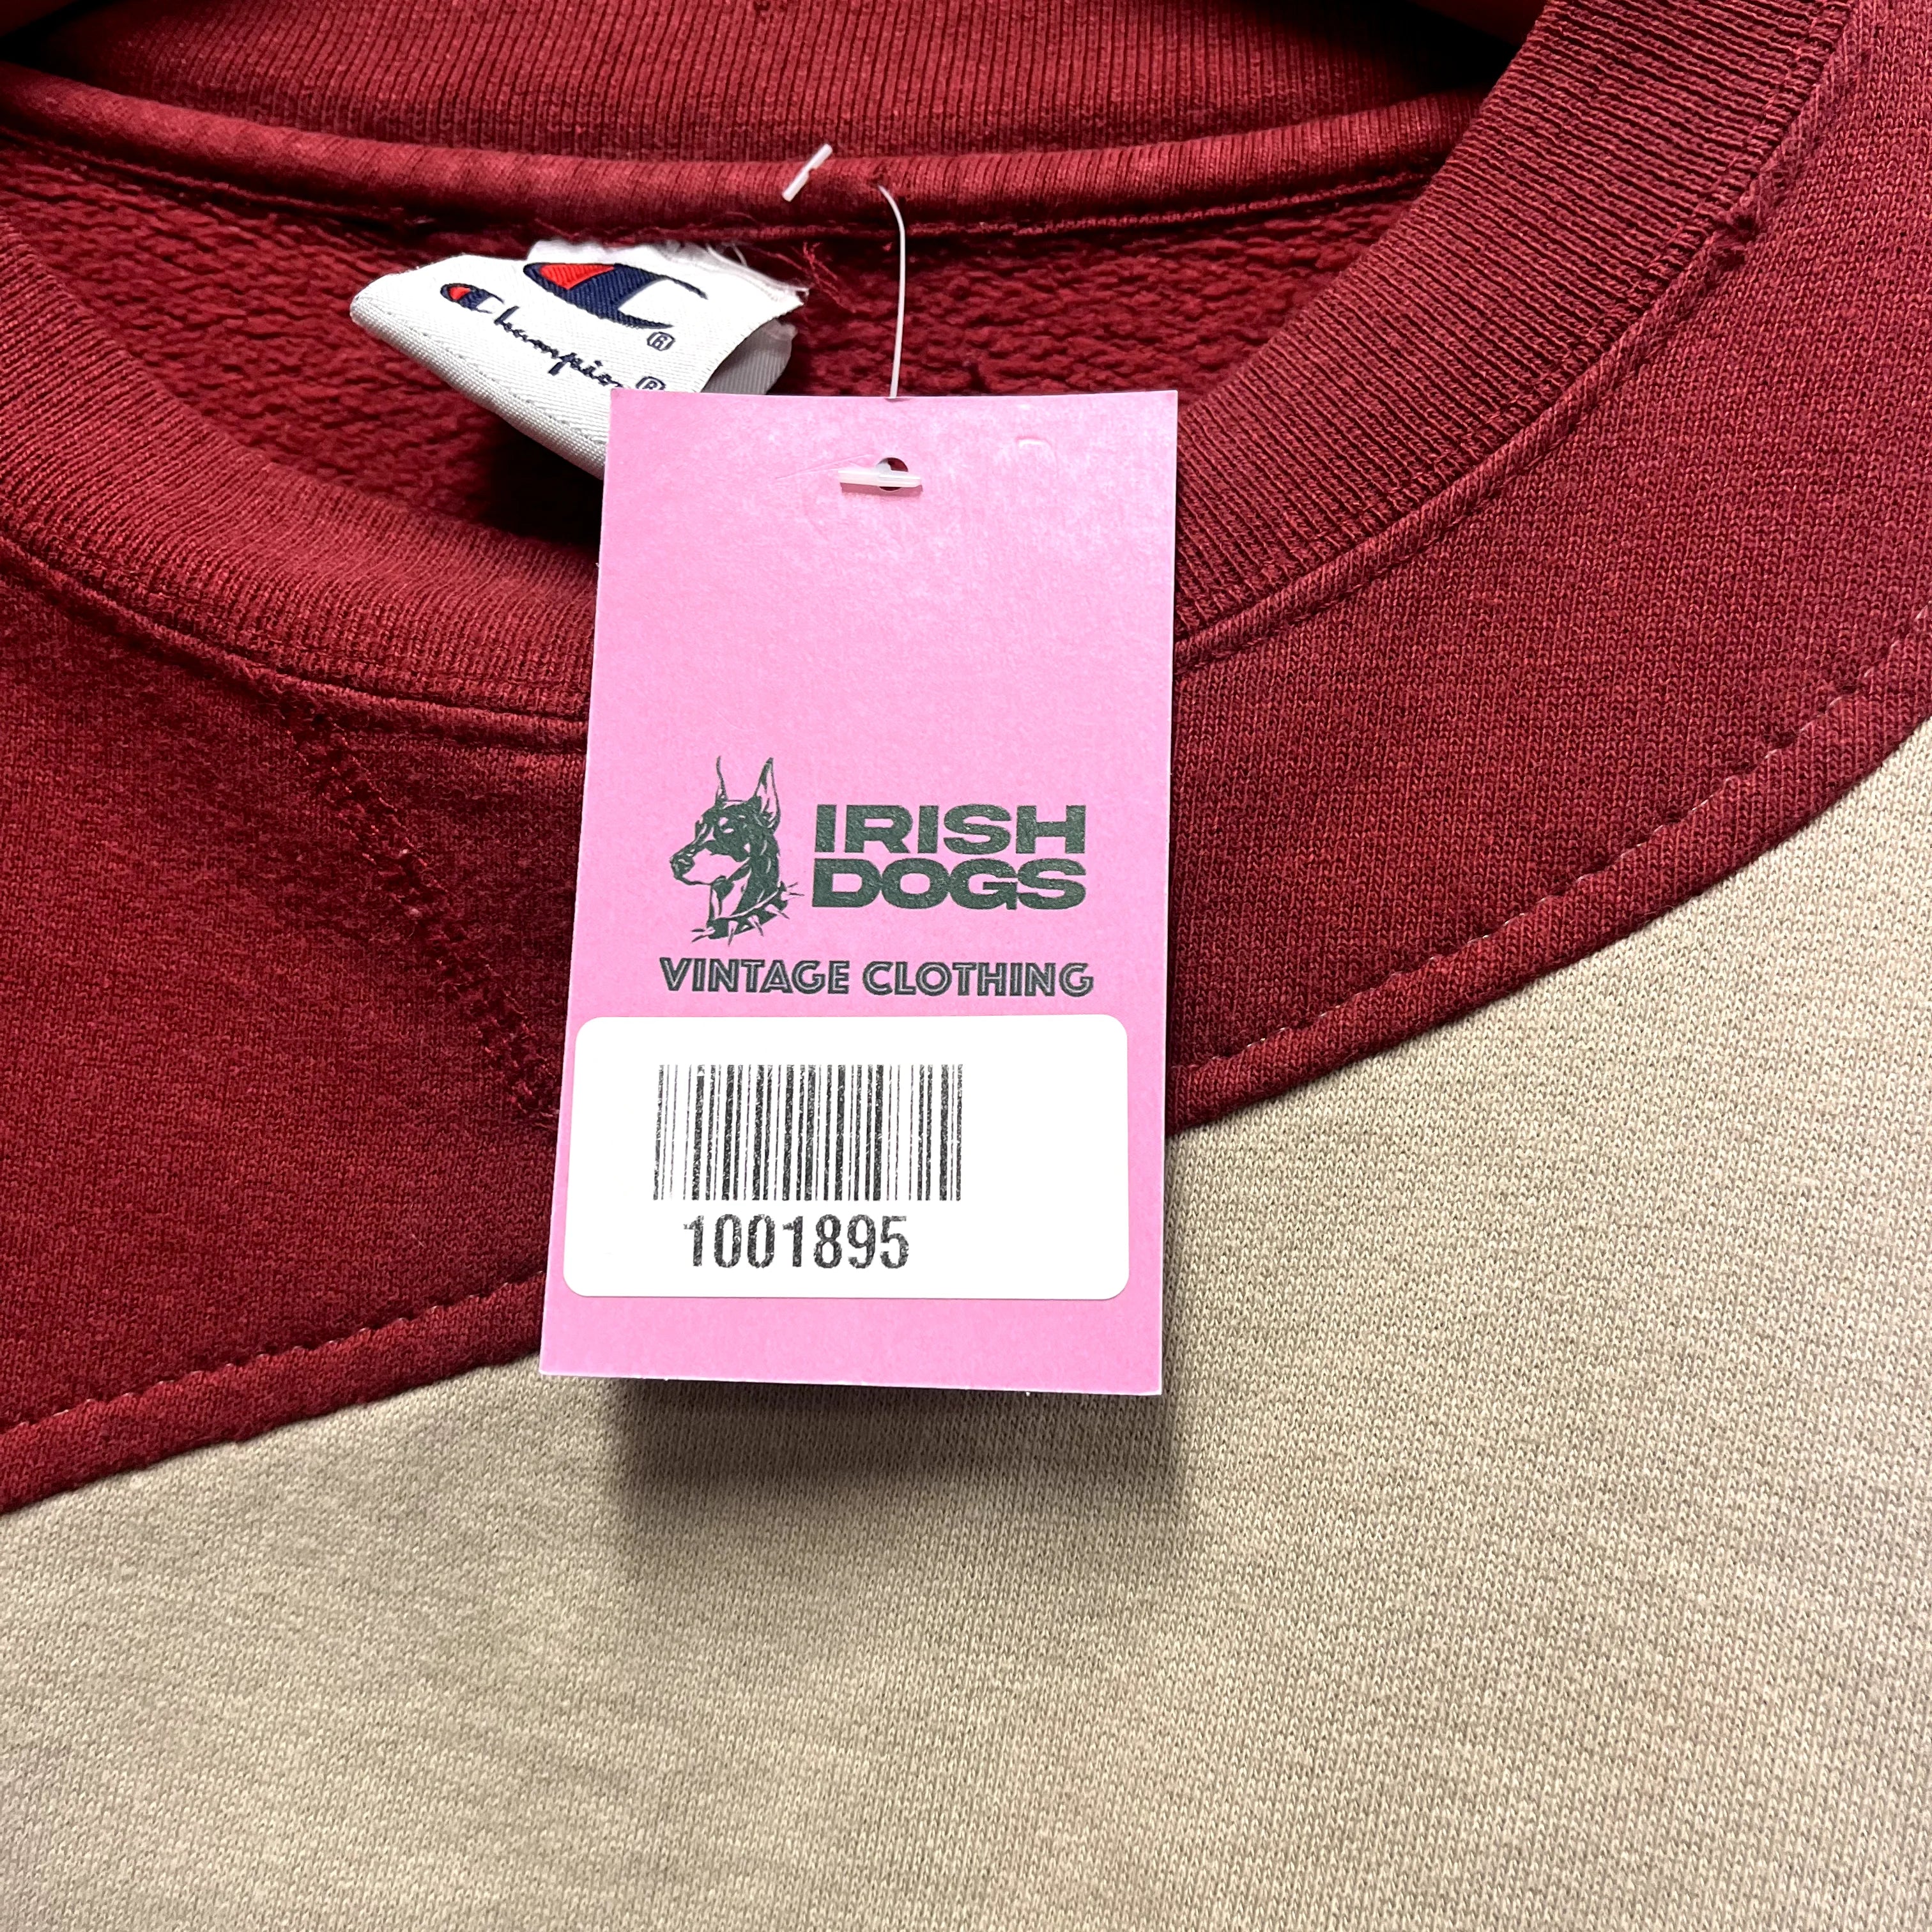 Champion®
®
IRISH
DOGS
VINTAGE CLOTHING
1001895